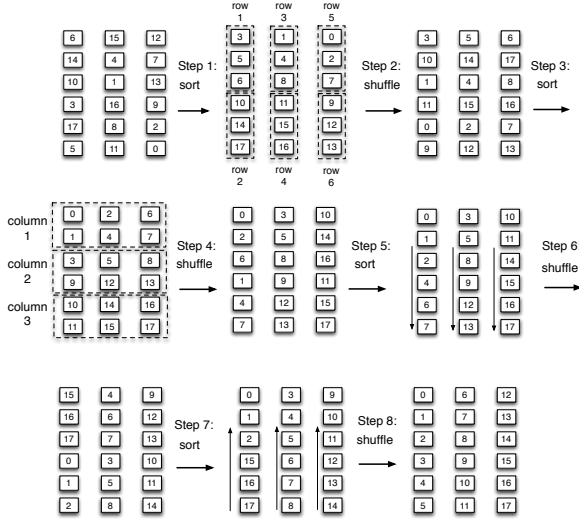 row row row
1 3 5
6 15 12 3 1 0 3 5 6
14 4 7 Step 1: 5 4 2 Step 2: 10 14 17 Step 3:
10 1 13 sort 6 8 7 shuffle 1 4 8 sort
3 16 9 10 11 9 11 15 16
17 8 2 14 15 12 0 2 7
5 11 0 17 16 13 9 12 13
row row row
2 4 6
column 1
0 2 6 0 3 10 0 3 10
1 4 7 Step 4: 2 5 14 Step 5: 1 5 11 Step 6:
column 2
3 5 8 shuffle 6 8 16 sort 2 8 14 shuffle
9 12 13 1 9 11 4 9 15
column 3
10 14 16 4 12 15 6 12 16
11 15 17 7 13 17 7 13 17
15 4 9 0 3 9 0 6 12
16 6 12 Step 7: 1 4 10 Step 8: 1 7 13
17 7 13 sort 2 5 11 shuffle 2 8 14
0 3 10 15 6 12 3 9 15
1 5 11 16 7 13 4 10 16
2 8 14 17 8 14 5 11 17